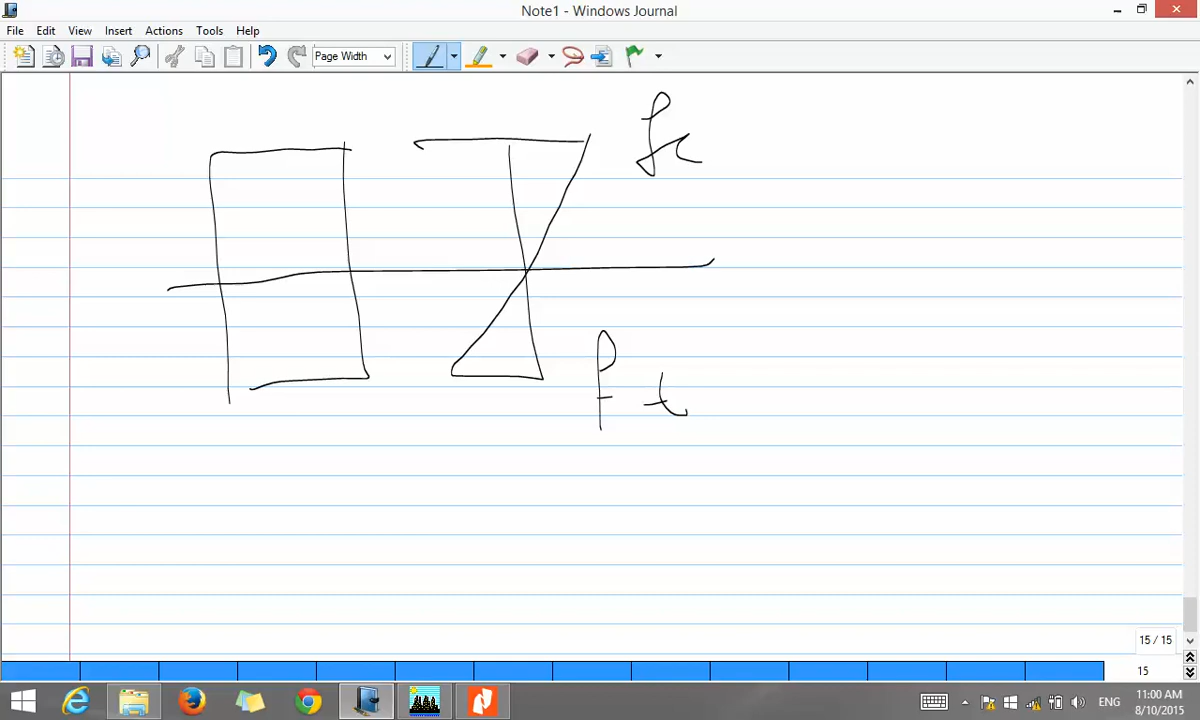 Note1 - Windows Journal
File Edit View Insert Actions Tools Help
Page Width
fc
ft
15 / 15
15
ENG
11:00 AM
8/10/2015